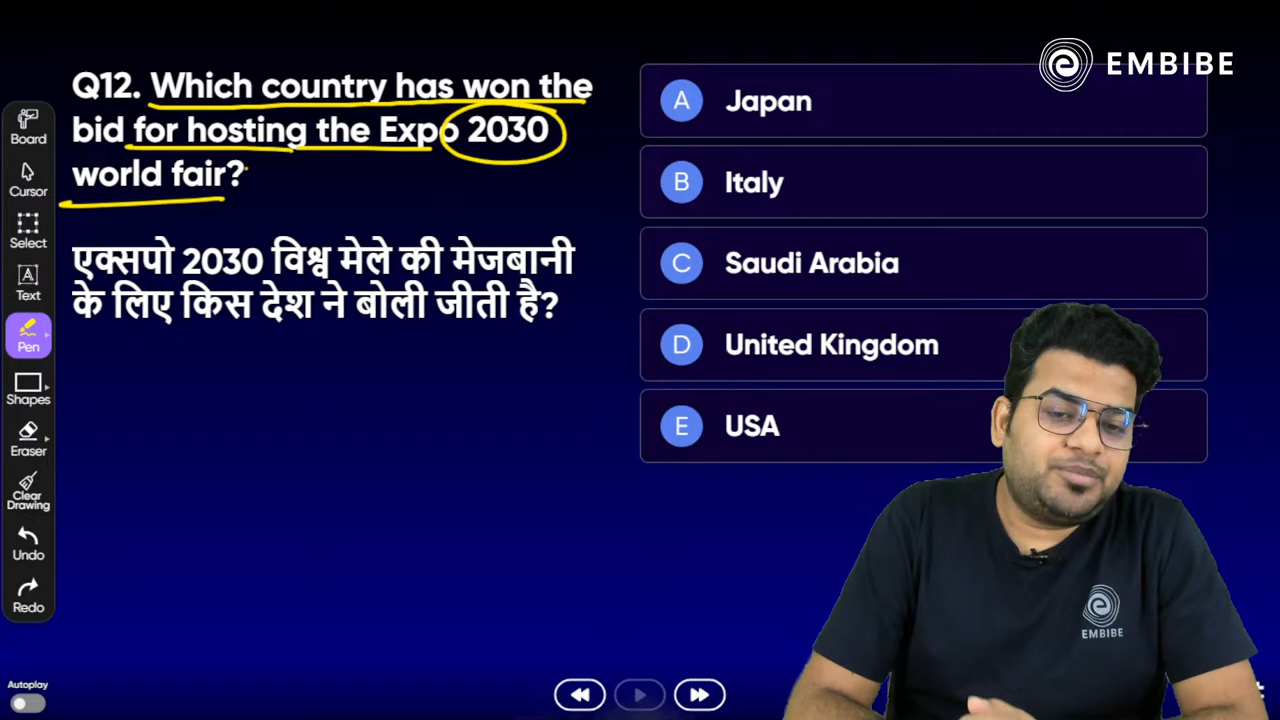 EMBIBE
Q12. Which country has won the
bid for hosting the Expo 2030
world fair?
एक्सपो 2030 विश्व मेले की मेजबानी
के लिए किस देश ने बोली जीती है?
A Japan
B Italy
C Saudi Arabia
D United Kingdom
E USA
Board
Cursor
Select
A
Text
Pen
Shapes
Eraser
Clear
Drawing
Undo
Redo
Autoplay
EMBIBE